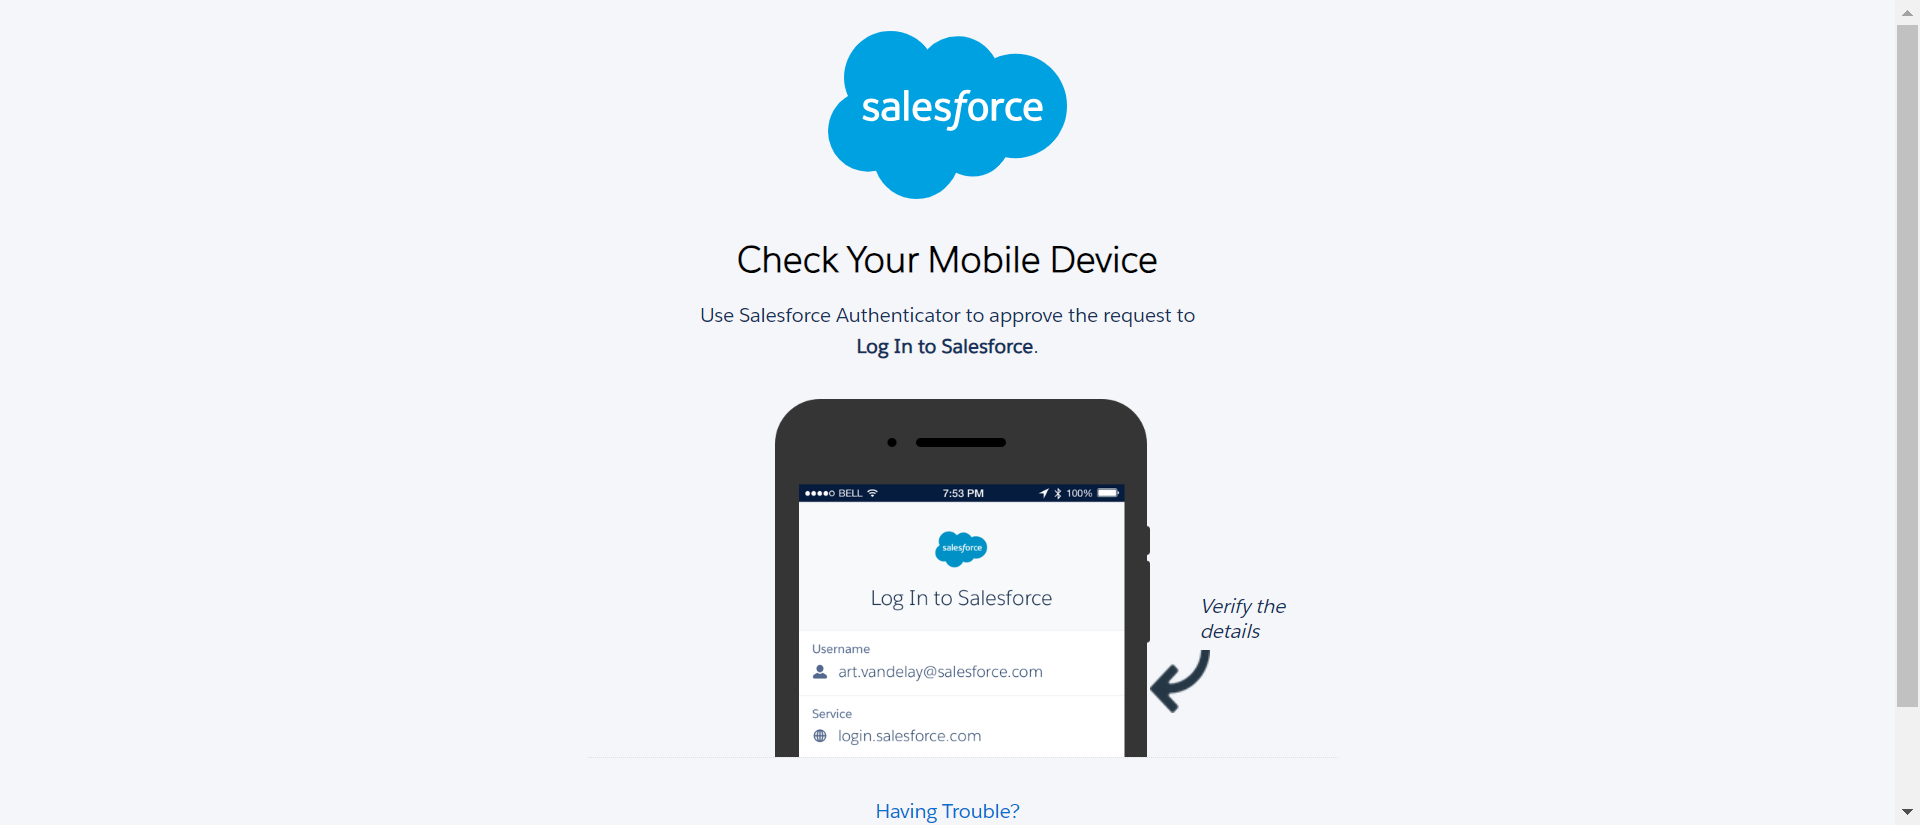 salesforce
Check Your Mobile Device
Use Salesforce Authenticator to approve the request to
Log In to Salesforce.
BELL 7:53 PM 100%
salesforce
Log In to Salesforce
Username
art.vandelay@salesforce.com
Service
login.salesforce.com
Verify the
details
Having Trouble?